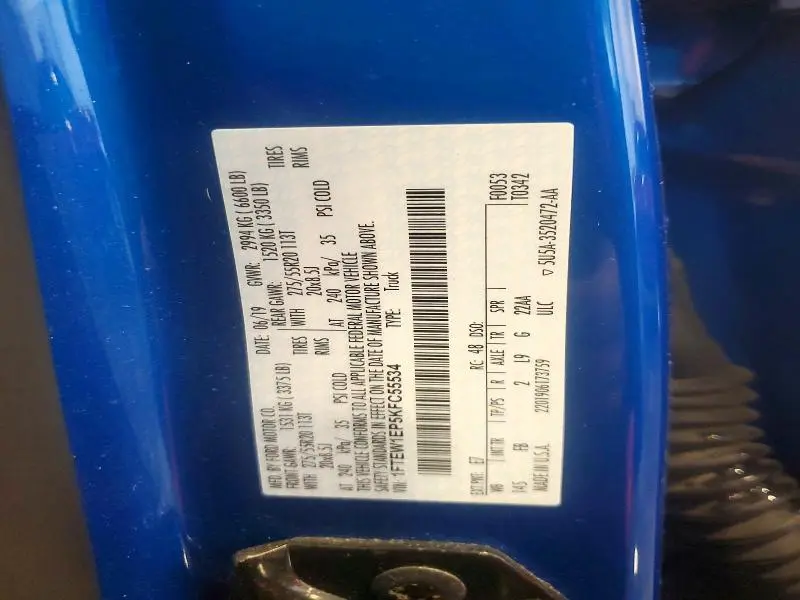 MFD. BY FORD MOTOR CO.
DATE: 06/19 GVWR: 2994 KG ( 6600 LB)
FRONT GAWR: 1531 KG ( 3375 LB) REAR GAWR: 1520 KG ( 3350 LB)
WITH 275/55R20 113T TIRES WITH 275/55R20 113T TIRES
20x8.5J RIMS 20x8.5J RIMS
AT 240 kPa/ 35 PSI COLD AT 240 kPa/ 35 PSI COLD
THIS VEHICLE CONFORMS TO ALL APPLICABLE FEDERAL MOTOR VEHICLE
SAFETY STANDARDS IN EFFECT ON THE DATE OF MANUFACTURE SHOWN ABOVE.
VIN: 1FTEW1EP5KFC55534 TYPE: Truck
F0053
EXT PNT: E7 RC: 48 DSO: T0342
WB INT TR TP/PS R AXLE TR SPR
145 FB 2 L9 G 22AA
▽ 5U5A-3520472-AA
MADE IN U.S.A. 2201906173759 ULC